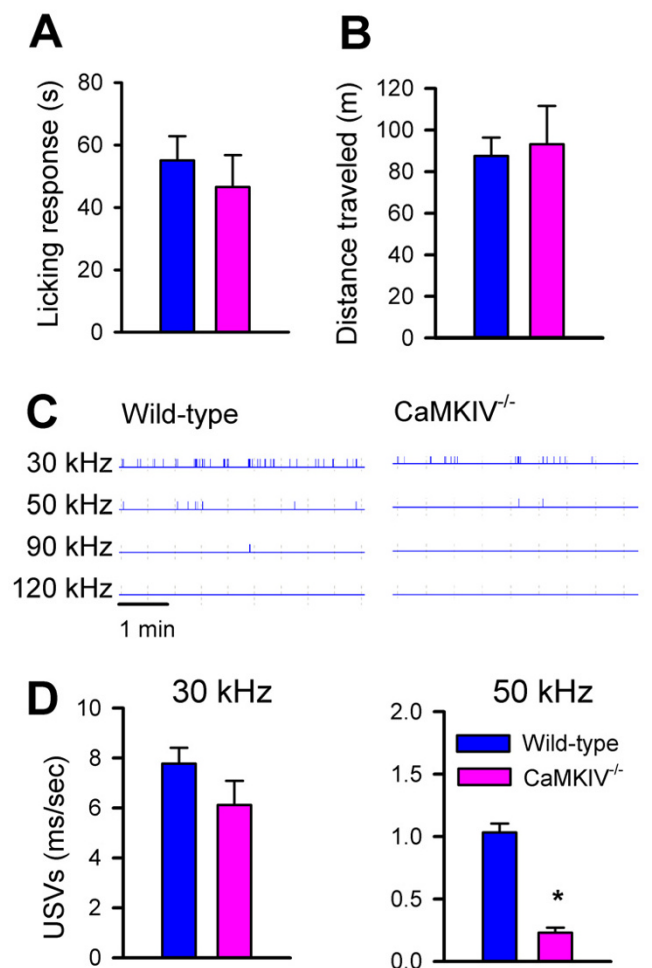 A
Licking response (s)
80
60
40
20
0
B
Distance traveled (m)
120
100
80
60
40
20
0
C
Wild-type
CaMKIV-/-
30 kHz
50 kHz
90 kHz
120 kHz
1 min
D
30 kHz
USVs (ms/sec)
10
8
6
4
2
0
50 kHz
2.0
1.5
1.0
0.5
0.0
Wild-type
CaMKIV-/-
*